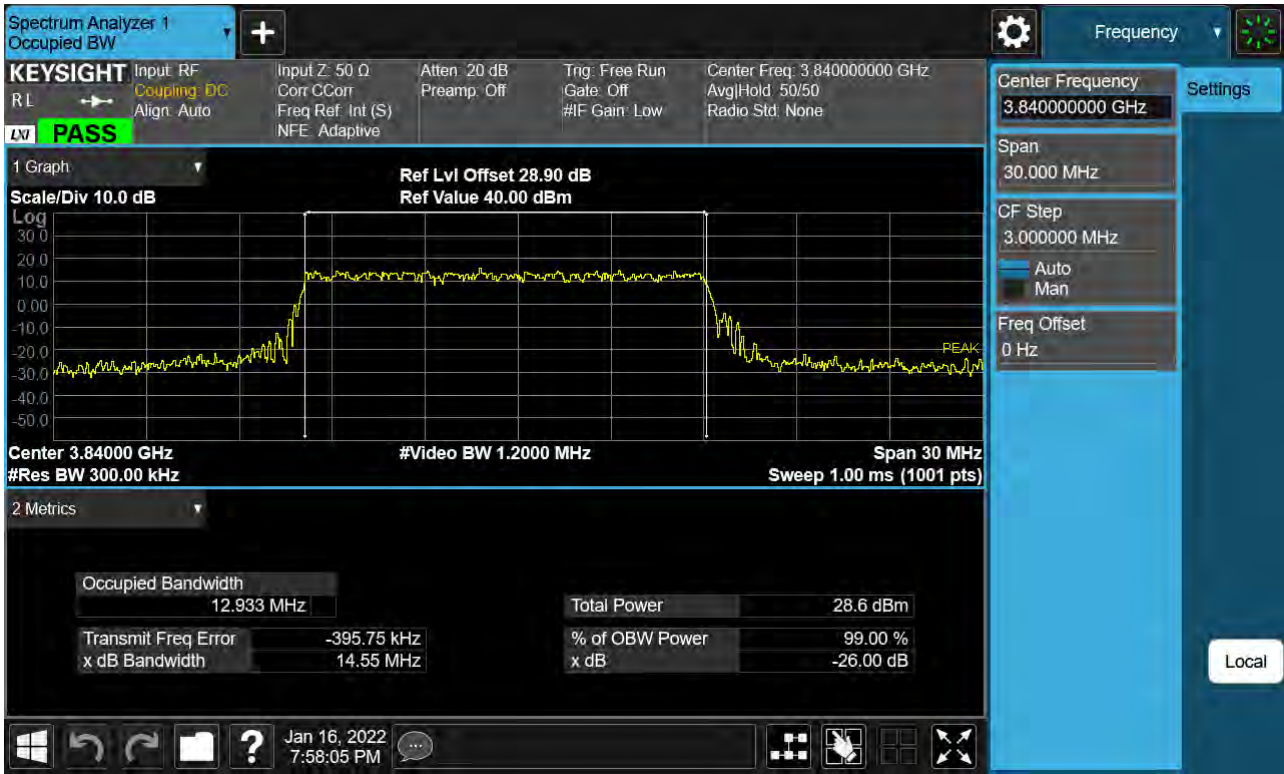 Spectrum Analyzer 1
Occupied BW
+
Frequency
KEYSIGHT
Input: RF
Coupling: DC
Align: Auto
Input Z: 50 Ω
Corr CCorr
Freq Ref: Int (S)
NFE: Adaptive
Atten: 20 dB
Preamp: Off
Trig: Free Run
Gate: Off
#IF Gain: Low
Center Freq: 3.840000000 GHz
Avg|Hold: 50/50
Radio Std: None
RL
LXI
PASS
Center Frequency
3.840000000 GHz
Settings
Span
30.000 MHz
CF Step
3.000000 MHz
Auto
Man
Freq Offset
0 Hz
Local
1 Graph
Scale/Div 10.0 dB
Ref Lvl Offset 28.90 dB
Ref Value 40.00 dBm
Log
30.0
20.0
10.0
0.00
-10.0
-20.0
-30.0
-40.0
-50.0
PEAK
Center 3.84000 GHz
#Res BW 300.00 kHz
#Video BW 1.2000 MHz
Span 30 MHz
Sweep 1.00 ms (1001 pts)
2 Metrics
Occupied Bandwidth
12.933 MHz
Transmit Freq Error -395.75 kHz
x dB Bandwidth 14.55 MHz
Total Power 28.6 dBm
% of OBW Power 99.00 %
x dB -26.00 dB
?
Jan 16, 2022
7:58:05 PM